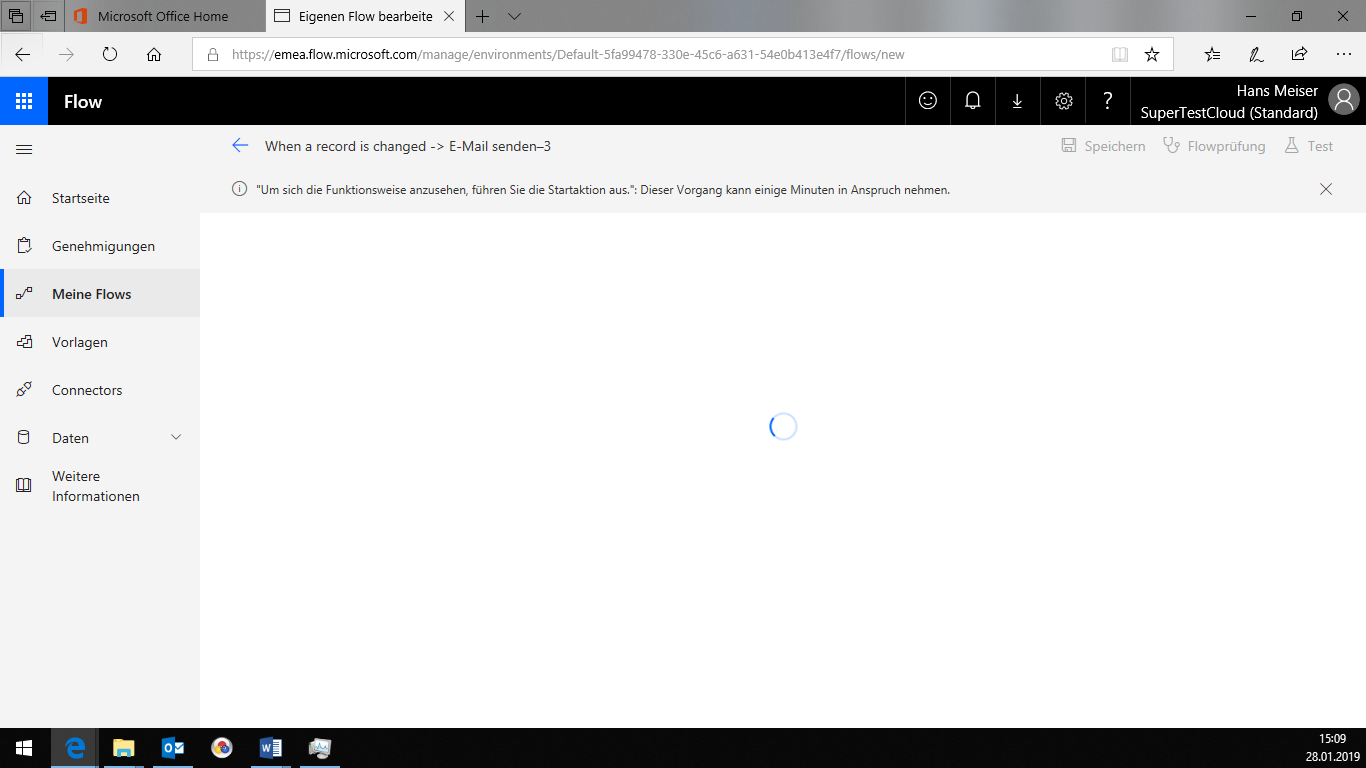 Microsoft Office Home
Eigenen Flow bearbeite
https://emea.flow.microsoft.com/manage/environments/Default-5fa99478-330e-45c6-a631-54e0b413e4f7/flows/new
Flow
?
Hans Meiser
SuperTestCloud (Standard)
When a record is changed -> E-Mail senden–3
Speichern
Flowprüfung
Test
"Um sich die Funktionsweise anzusehen, führen Sie die Startaktion aus.": Dieser Vorgang kann einige Minuten in Anspruch nehmen.
Startseite
Genehmigungen
Meine Flows
Vorlagen
Connectors
Daten
Weitere
Informationen
15:09
28.01.2019